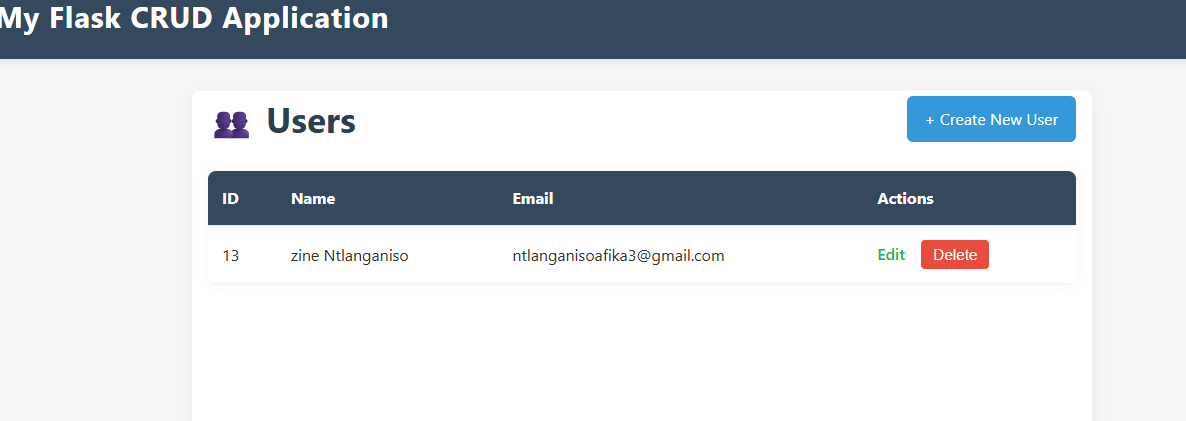 My Flask CRUD Application
Users
+ Create New User
ID Name Email Actions
13 zine Ntlanganiso ntlanganisoafika3@gmail.com Edit Delete